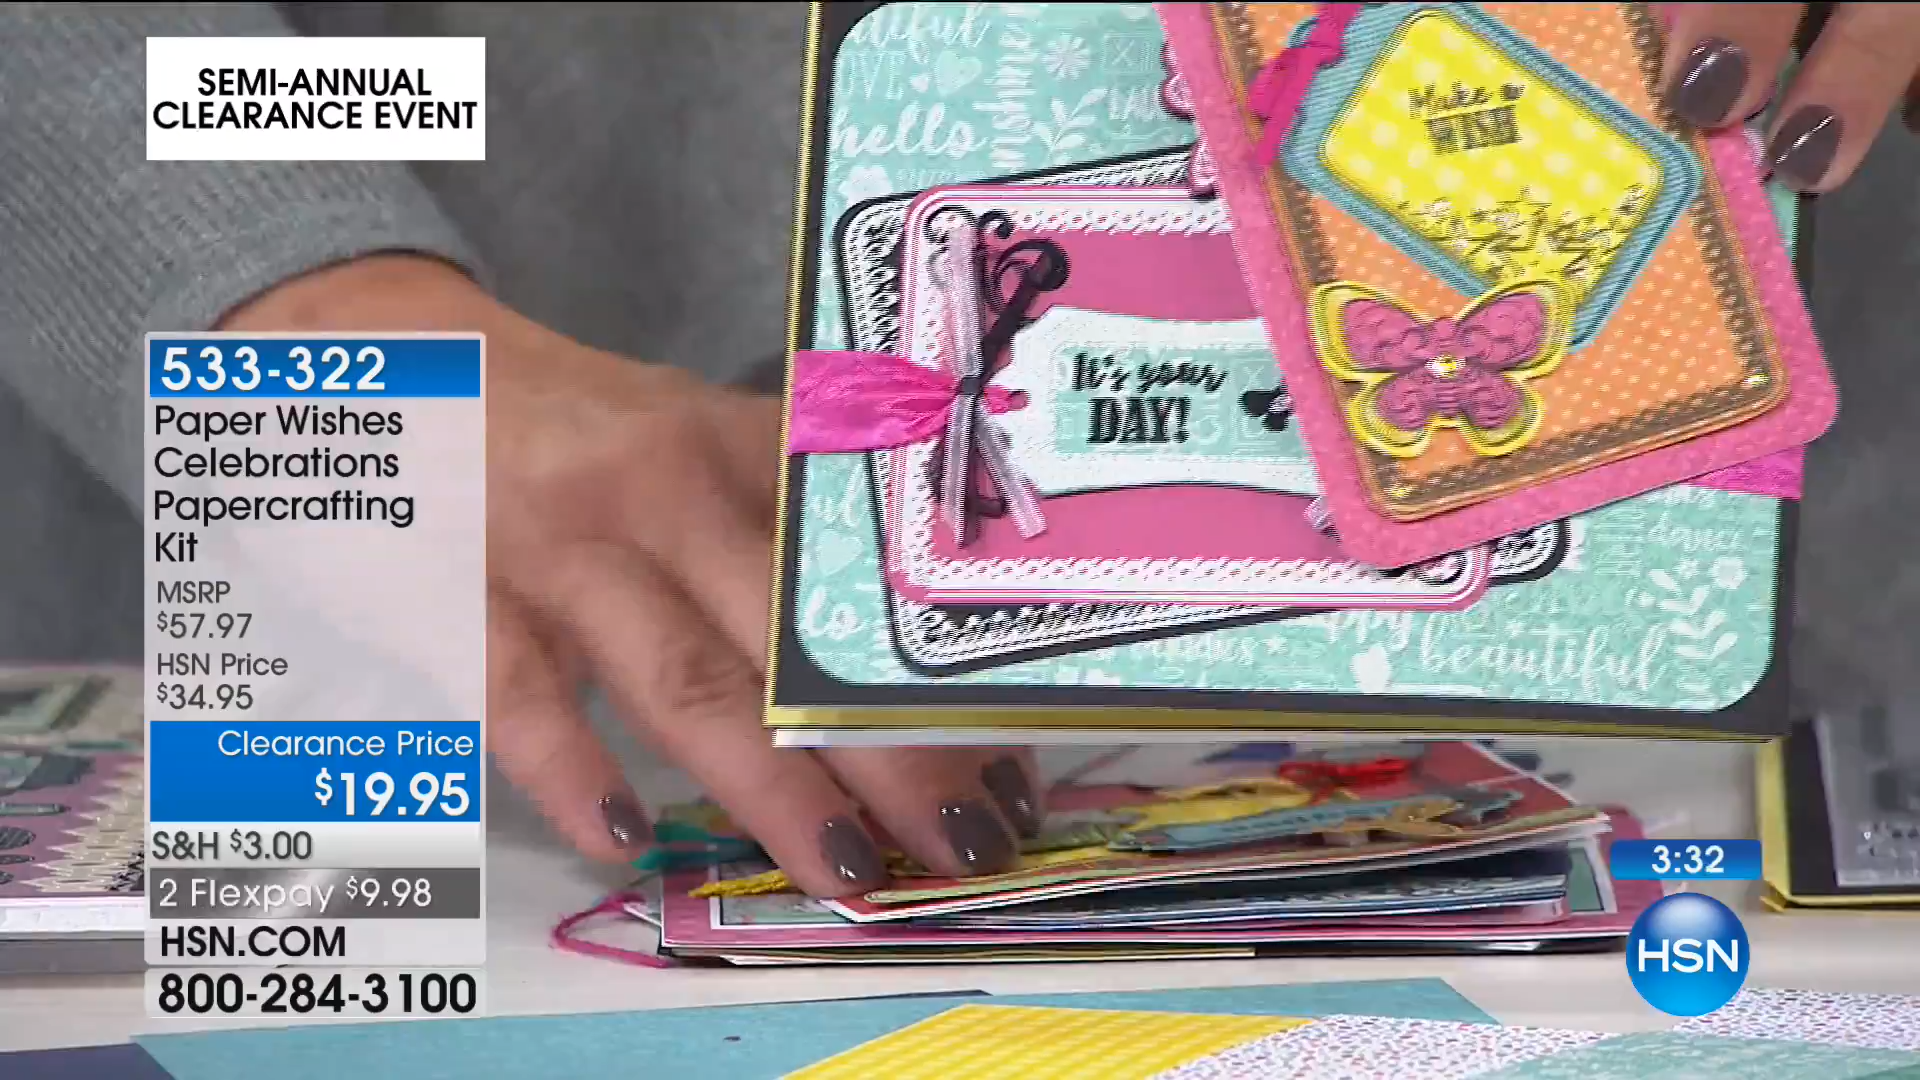 SEMI-ANNUAL
CLEARANCE EVENT
533-322
Paper Wishes
Celebrations
Papercrafting
Kit
MSRP
$57.97
HSN Price
$34.95
Clearance Price
$19.95
S&H $3.00
2 Flexpay $9.98
HSN.COM
800-284-3100
hello
Make a
WISH
It's your
DAY!
beautiful
3:32
HSN